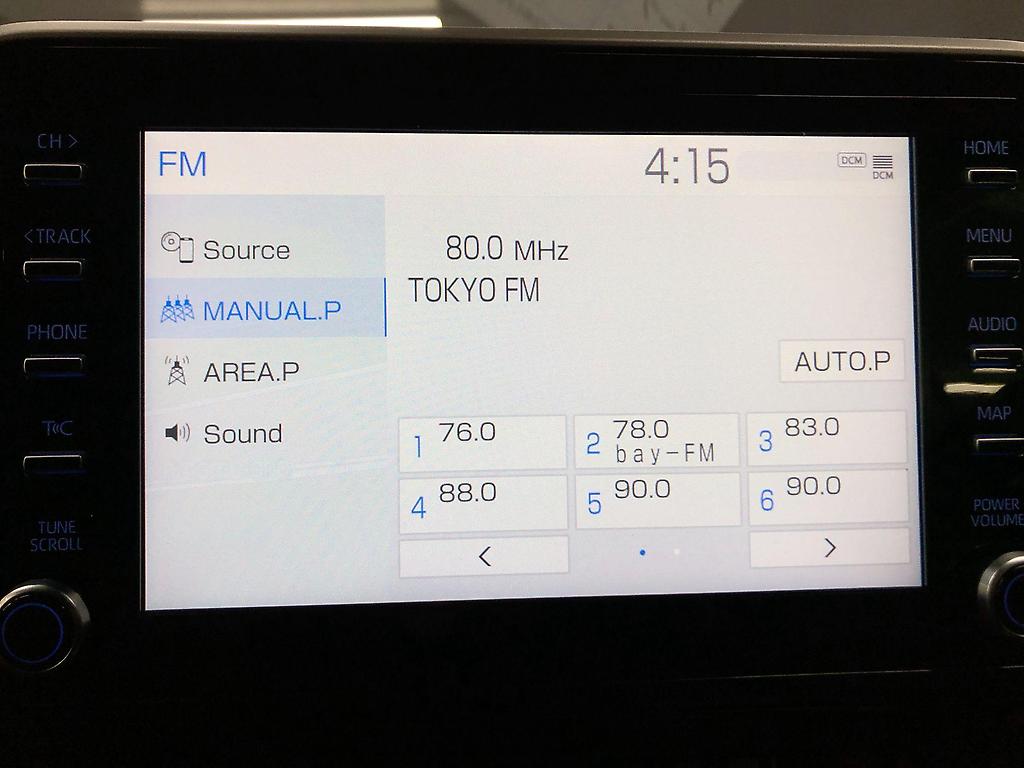 CH >
< TRACK
PHONE
T«C
TUNE
SCROLL
FM
4:15
DCM
DCM
Source
MANUAL.P
AREA.P
Sound
80.0 MHz
TOKYO FM
AUTO.P
1 76.0
2 78.0
bay-FM
3 83.0
4 88.0
5 90.0
6 90.0
<
>
HOME
MENU
AUDIO
MAP
POWER
VOLUME